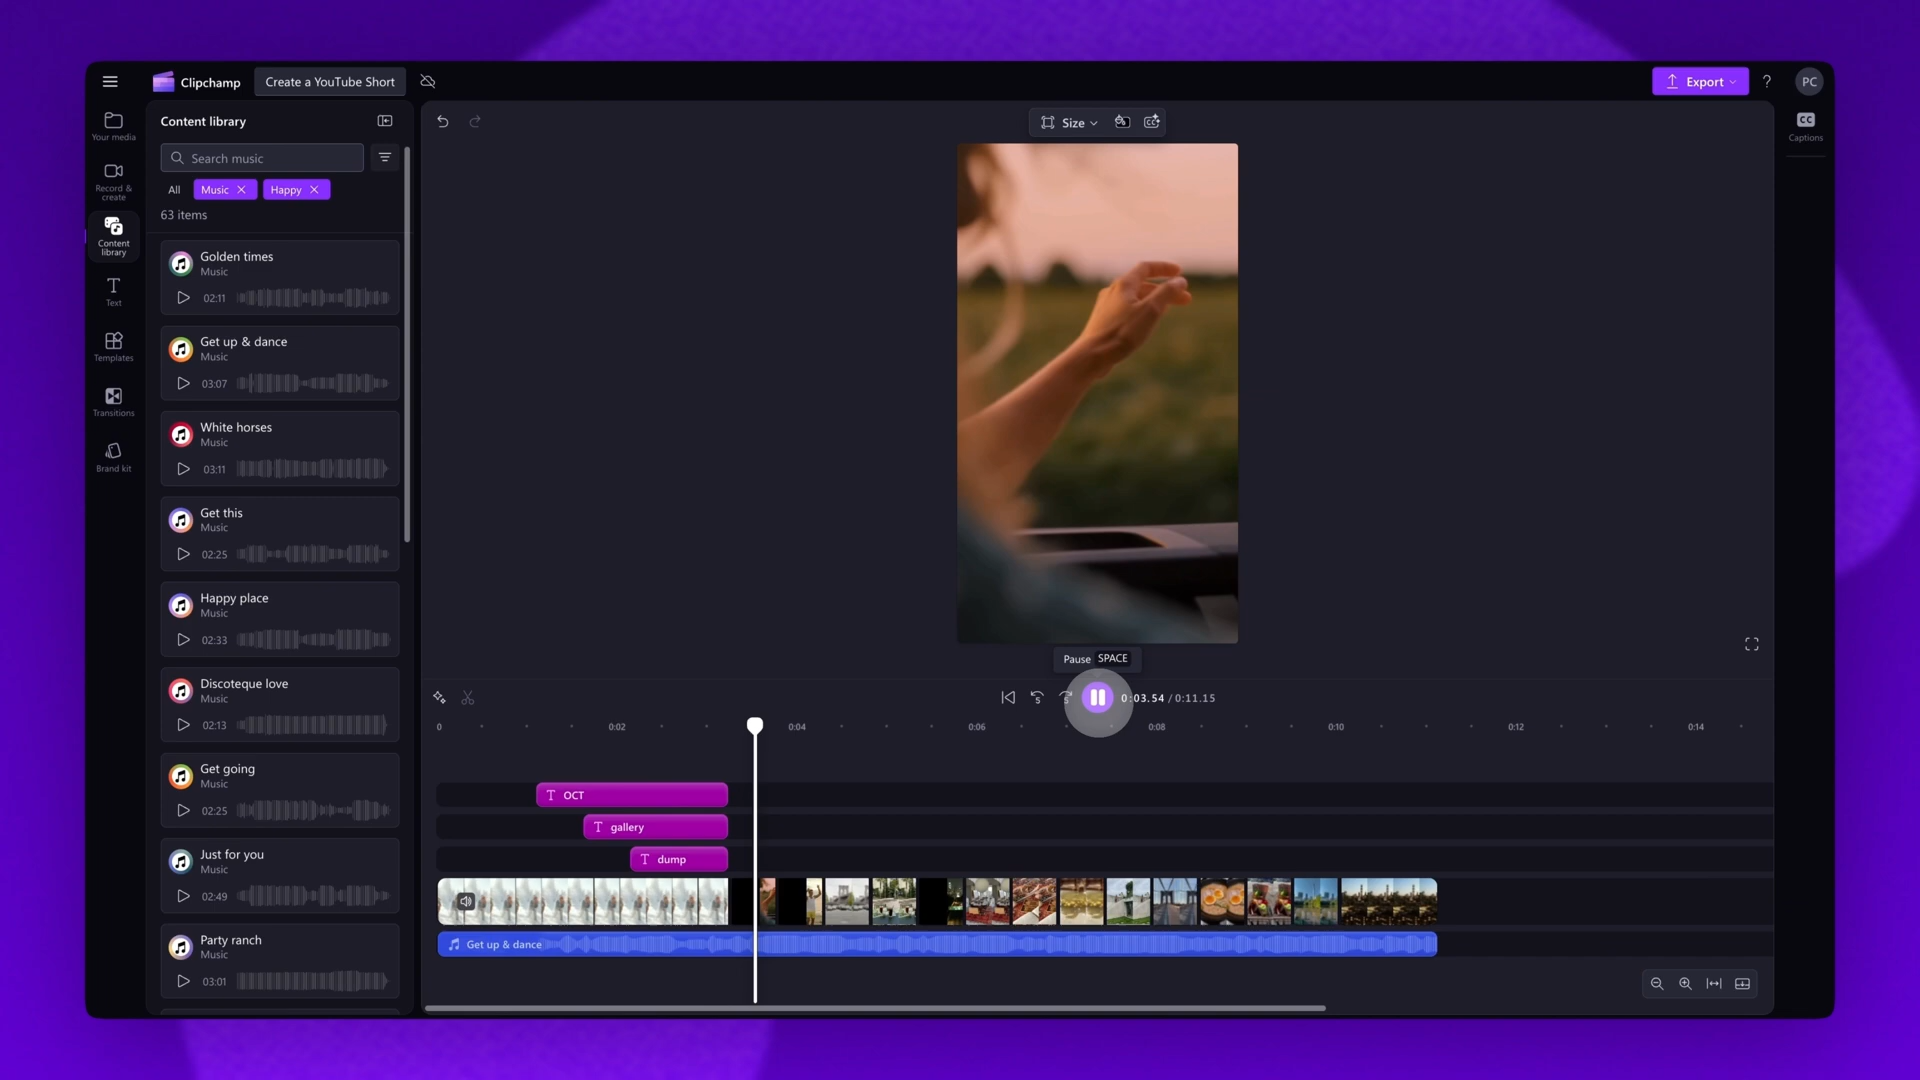 Clipchamp
Create a YouTube Short
Export
?
PC
Your media
Record &
create
Content
library
Text
Templates
Transitions
Brand kit
Content library
Search music
All
Music
Happy
63 items
Golden times
Music
02:11
Get up & dance
Music
03:07
White horses
Music
03:11
Get this
Music
02:25
Happy place
Music
02:33
Discoteque love
Music
02:13
Get going
Music
02:25
Just for you
Music
02:49
Party ranch
Music
03:01
Size
CC
Captions
Pause SPACE
5
5
0:03.54 / 0:11.15
0
0:02
0:04
0:06
0:08
0:10
0:12
0:14
T OCT
T gallery
T dump
Get up & dance